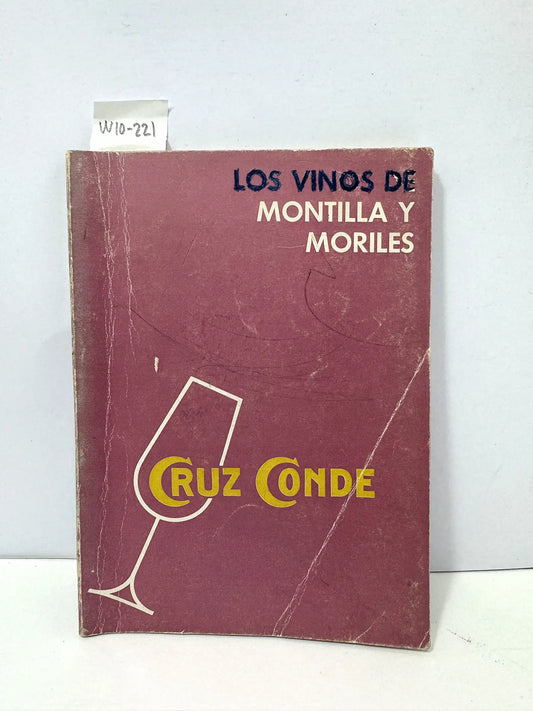 W10-221
LOS VINOS DE
MONTILLA Y
MORILES
CRUZ CONDE